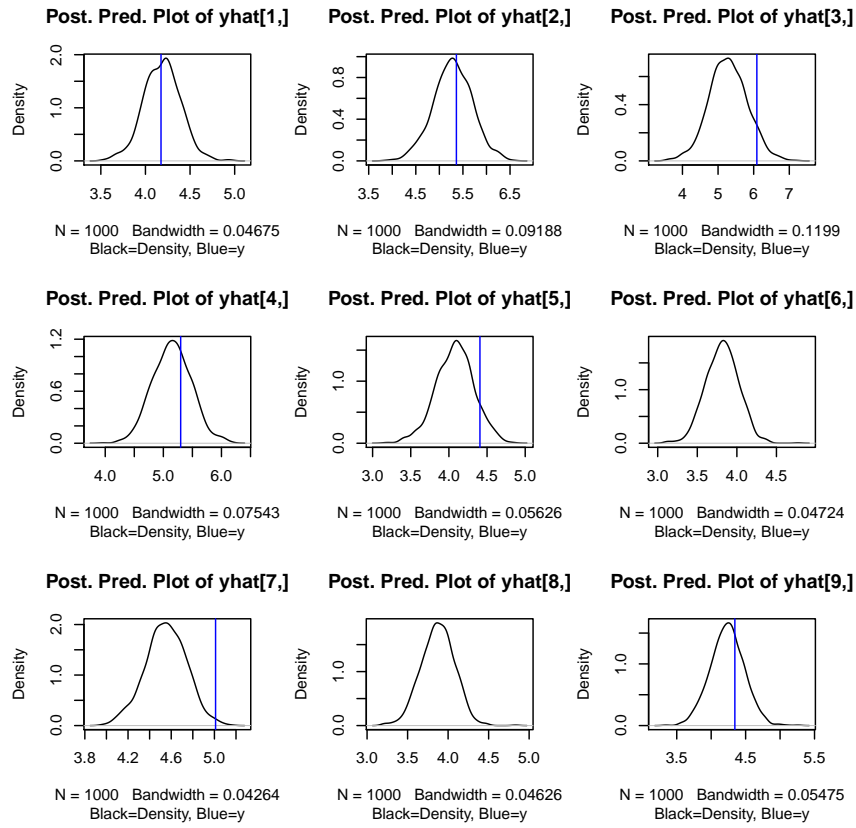 Post. Pred. Plot of yhat[1,]
Density
0.0 1.0 2.0
3.5 4.0 4.5 5.0
N = 1000 Bandwidth = 0.04675
Black=Density, Blue=y
Post. Pred. Plot of yhat[2,]
Density
0.0 0.4 0.8
3.5 4.5 5.5 6.5
N = 1000 Bandwidth = 0.09188
Black=Density, Blue=y
Post. Pred. Plot of yhat[3,]
Density
0.0 0.4
4 5 6 7
N = 1000 Bandwidth = 0.1199
Black=Density, Blue=y
Post. Pred. Plot of yhat[4,]
Density
0.0 0.6 1.2
4.0 5.0 6.0
N = 1000 Bandwidth = 0.07543
Black=Density, Blue=y
Post. Pred. Plot of yhat[5,]
Density
0.0 1.0
3.0 3.5 4.0 4.5 5.0
N = 1000 Bandwidth = 0.05626
Black=Density, Blue=y
Post. Pred. Plot of yhat[6,]
Density
0.0 1.0
3.0 3.5 4.0 4.5
N = 1000 Bandwidth = 0.04724
Black=Density, Blue=y
Post. Pred. Plot of yhat[7,]
Density
0.0 1.0 2.0
3.8 4.2 4.6 5.0
N = 1000 Bandwidth = 0.04264
Black=Density, Blue=y
Post. Pred. Plot of yhat[8,]
Density
0.0 1.0
3.0 3.5 4.0 4.5 5.0
N = 1000 Bandwidth = 0.04626
Black=Density, Blue=y
Post. Pred. Plot of yhat[9,]
Density
0.0 1.0
3.5 4.5 5.5
N = 1000 Bandwidth = 0.05475
Black=Density, Blue=y